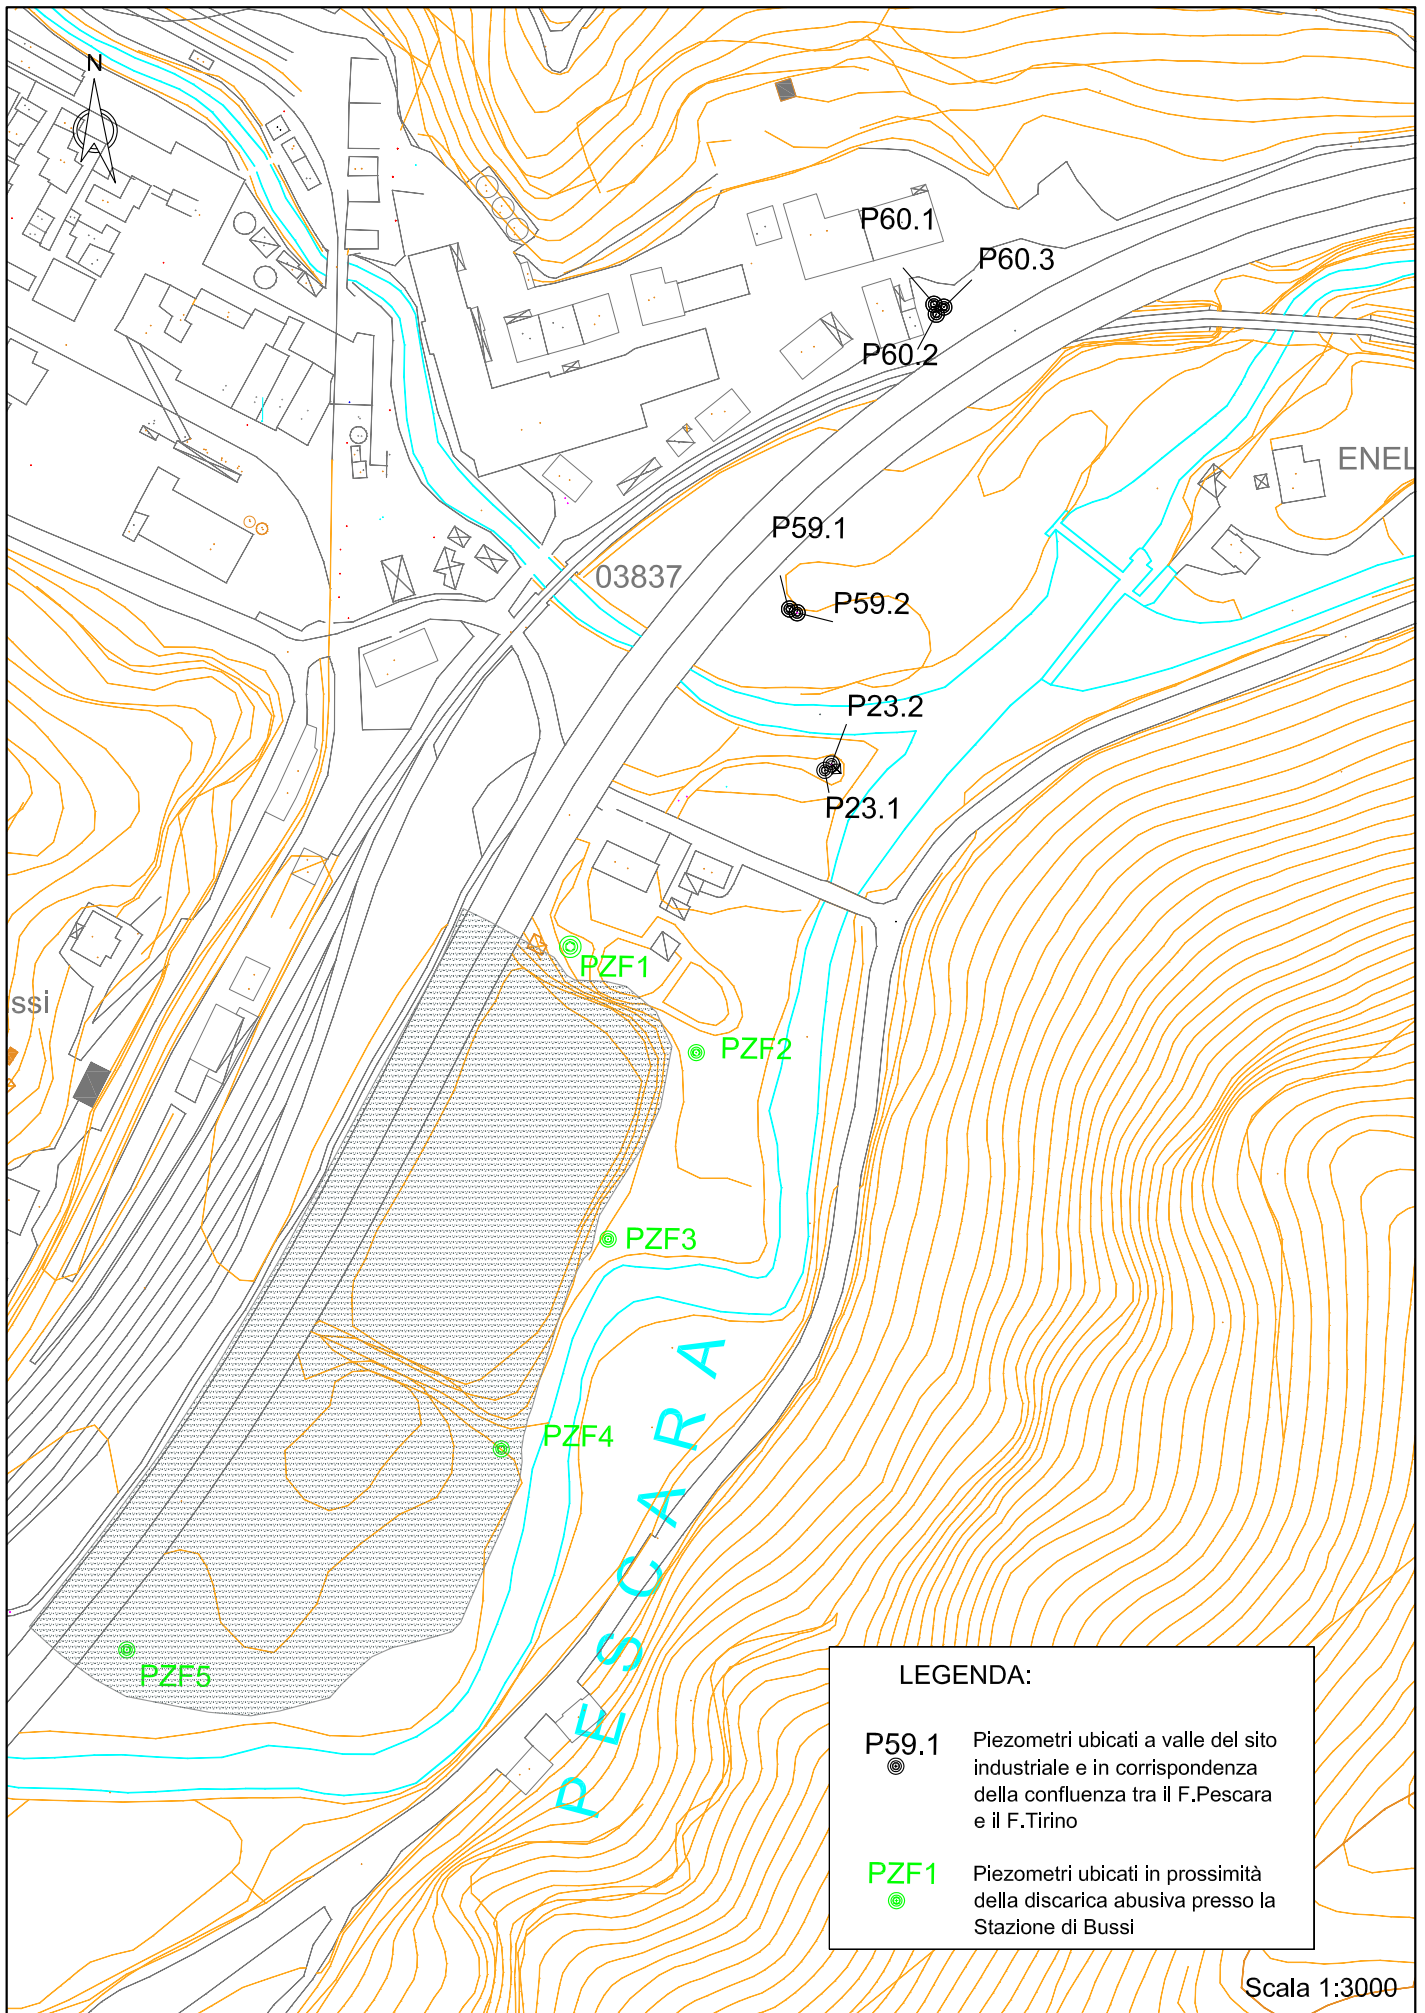 N
P60.1
P60.3
P60.2
ENEL
P59.1
03837
P59.2
P23.2
P23.1
PZF1
ssi
PZF2
PZF3
PZF4
PESCARA
PZF5
LEGENDA:
P59.1
Piezometri ubicati a valle del sito
industriale e in corrispondenza
della confluenza tra il F.Pescara
e il F.Tirino
PZF1
Piezometri ubicati in prossimità
della discarica abusiva presso la
Stazione di Bussi
Scala 1:3000